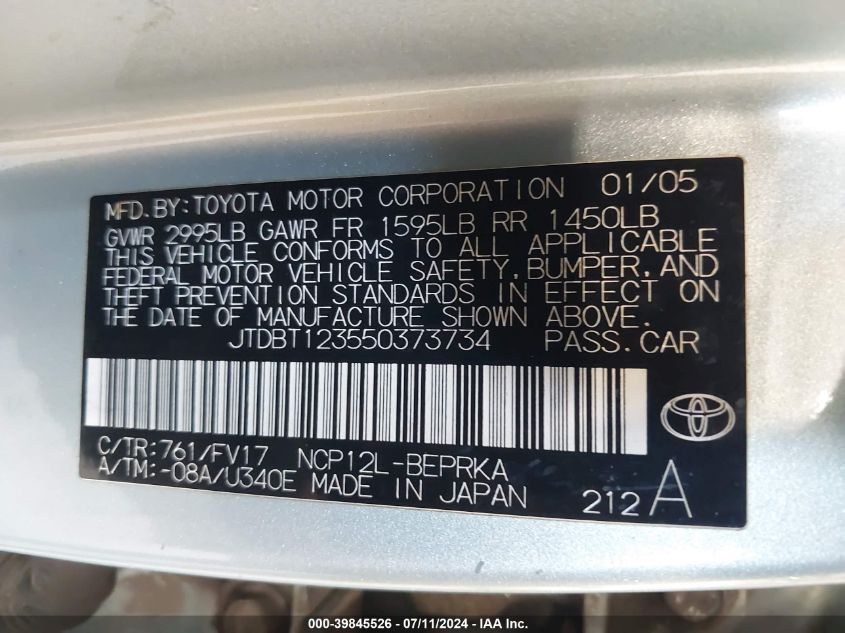 MFD. BY: TOYOTA MOTOR CORPORATION 01/05
GVWR 2995LB GAWR FR 1595LB RR 1450LB
THIS VEHICLE CONFORMS TO ALL APPLICABLE
FEDERAL MOTOR VEHICLE SAFETY, BUMPER, AND
THEFT PREVENTION STANDARDS IN EFFECT ON
THE DATE OF MANUFACTURE SHOWN ABOVE.
JTDBT123550373734 PASS. CAR
C/TR: 761/FV17 NCP12L-BEPRKA
A/TM: -08A/U340E MADE IN JAPAN 212 A
000-39845526 / 07/11/2024 - IAA Inc.